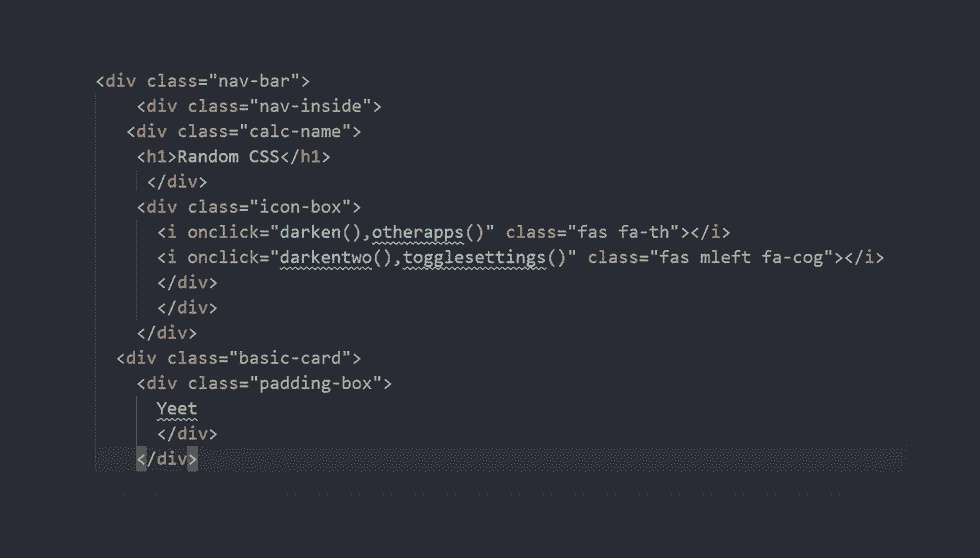 <div class="nav-bar">
<div class="nav-inside">
<div class="calc-name">
<h1>Random CSS</h1>
</div>
<div class="icon-box">
<i onclick="darken(),otherapps()" class="fas fa-th"></i>
<i onclick="darkentwo(),togglesettings()" class="fas mleft fa-cog"></i>
</div>
</div>
</div>
<div class="basic-card">
<div class="padding-box">
Yeet
</div>
</div>